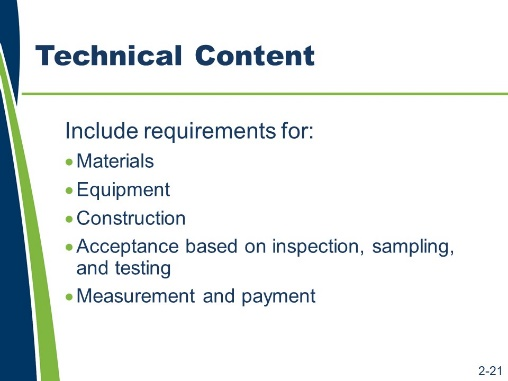 Technical Content
Include requirements for:
• Materials
• Equipment
• Construction
• Acceptance based on inspection, sampling,
and testing
• Measurement and payment
2-21